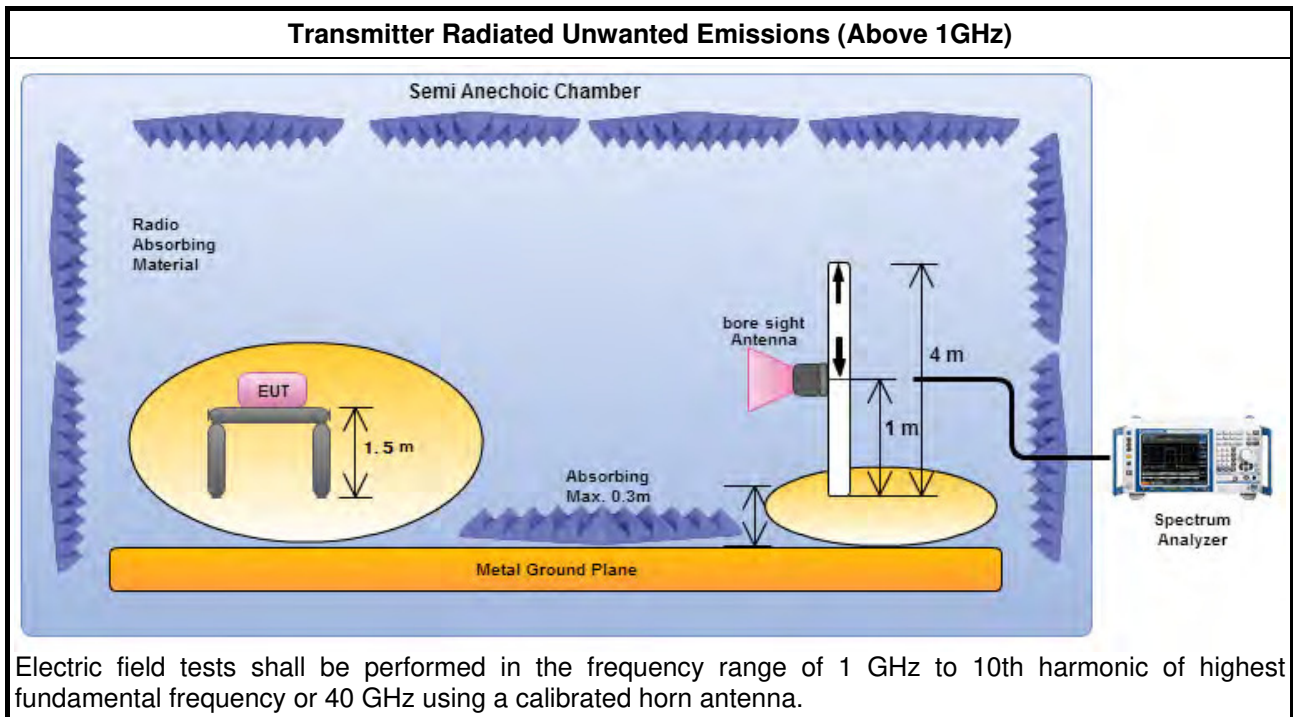 Transmitter Radiated Unwanted Emissions (Above 1GHz)
Semi Anechoic Chamber
Radio
Absorbing
Material
bore sight
Antenna
4 m
EUT
1.5 m
1 m
Absorbing
Max. 0.3m
Spectrum
Analyzer
Metal Ground Plane
Electric field tests shall be performed in the frequency range of 1 GHz to 10th harmonic of highest
fundamental frequency or 40 GHz using a calibrated horn antenna.